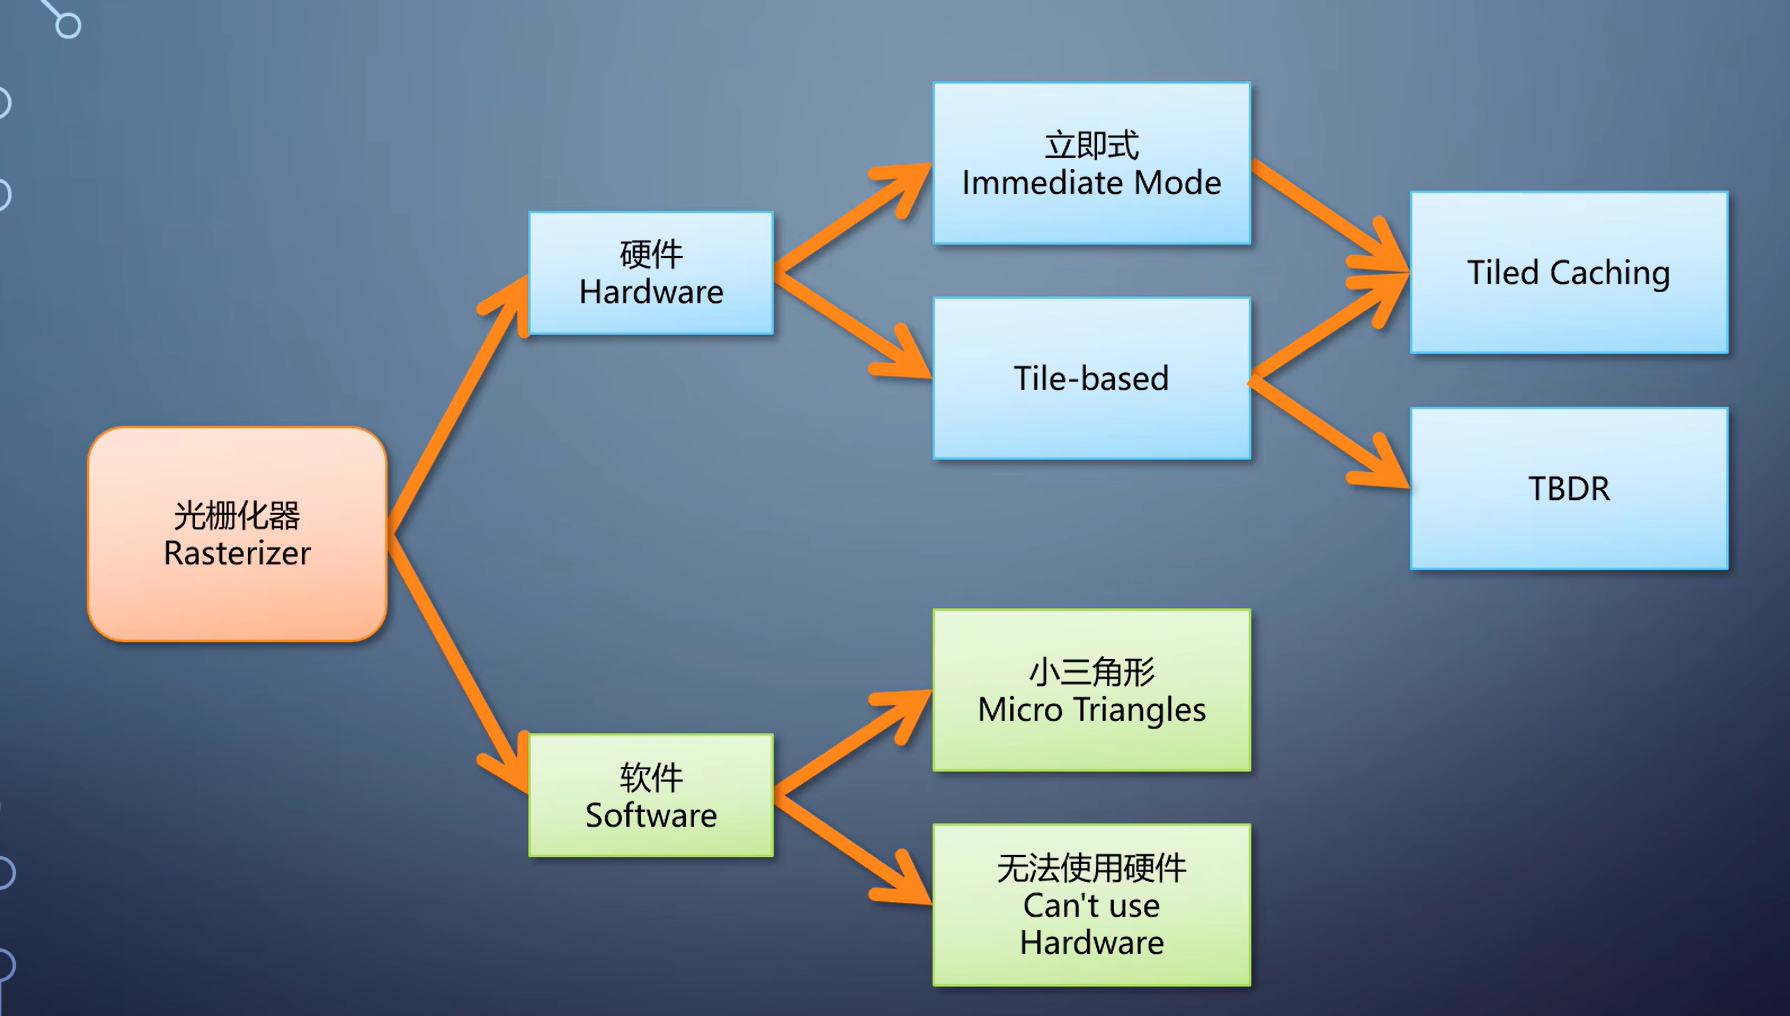 光栅化器
Rasterizer
硬件
Hardware
立即式
Immediate Mode
Tile-based
Tiled Caching
TBDR
软件
Software
小三角形
Micro Triangles
无法使用硬件
Can't use
Hardware